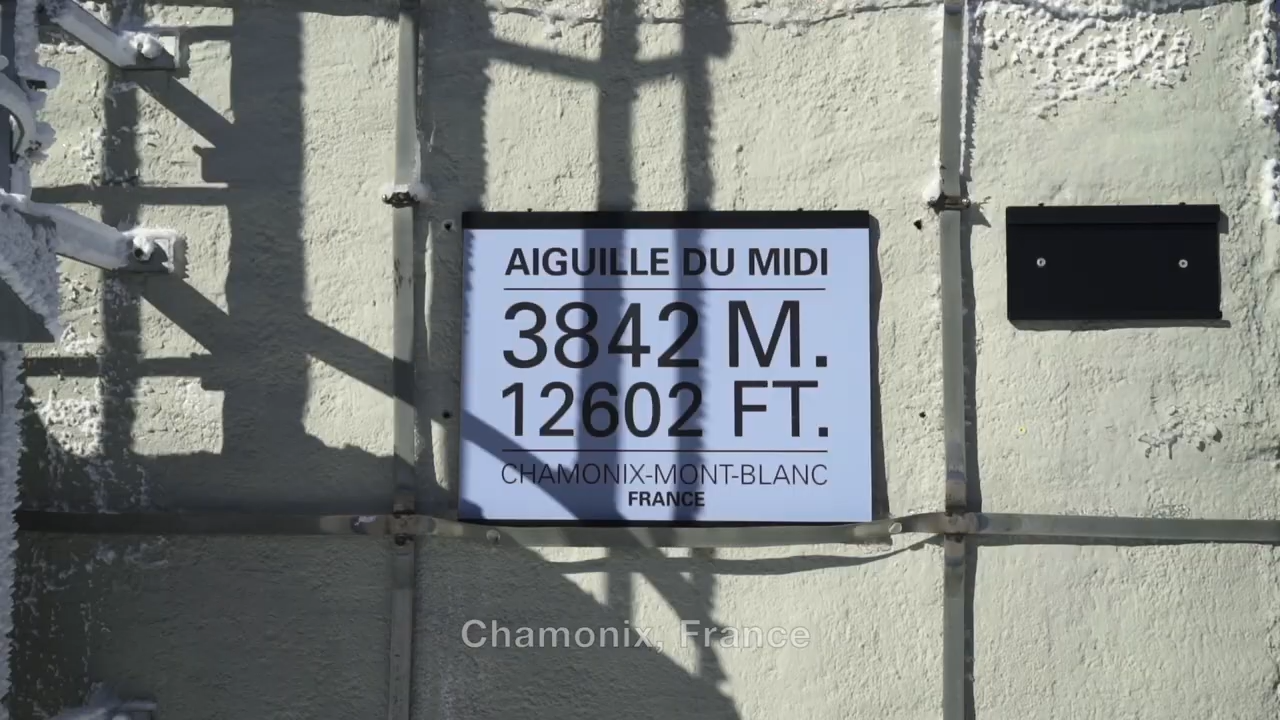 AIGUILLE DU MIDI
3842 M.
12602 FT.
CHAMONIX-MONT-BLANC
FRANCE
Chamonix, France